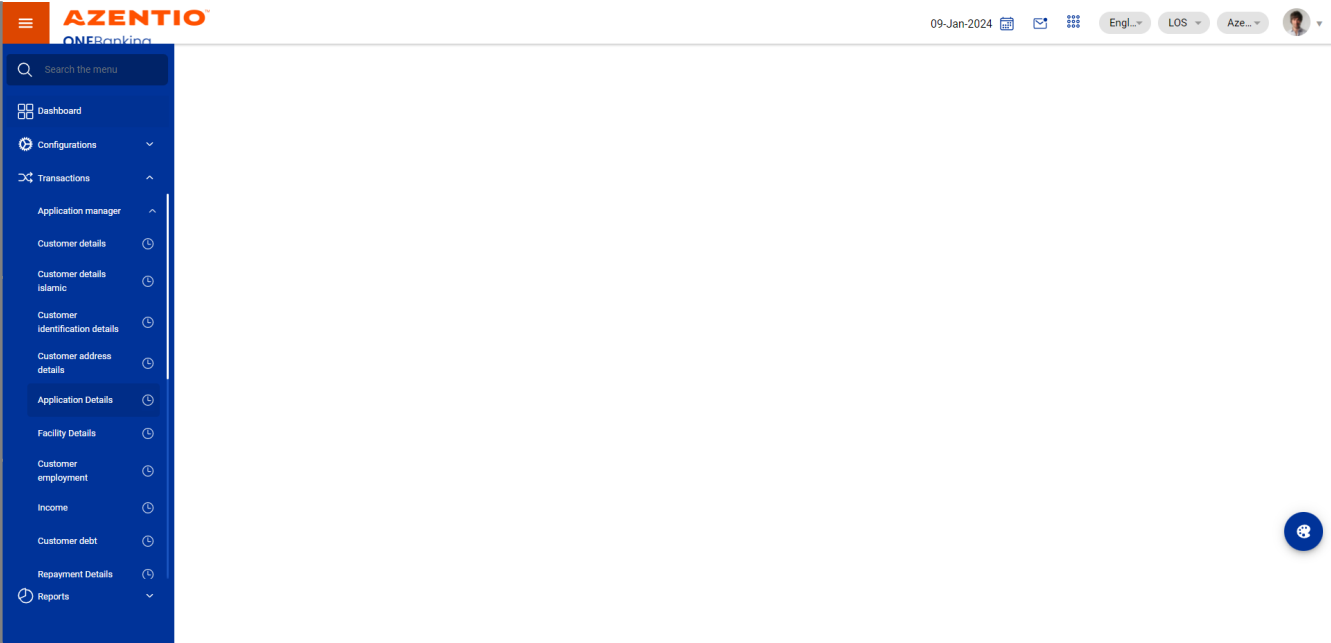 AZENTIO™
ONEBanking
09-Jan-2024
Engl...
LOS
Aze...
Search the menu
Dashboard
Configurations
Transactions
Application manager
Customer details
Customer details
islamic
Customer
identification details
Customer address
details
Application Details
Facility Details
Customer
employment
Income
Customer debt
Repayment Details
Reports